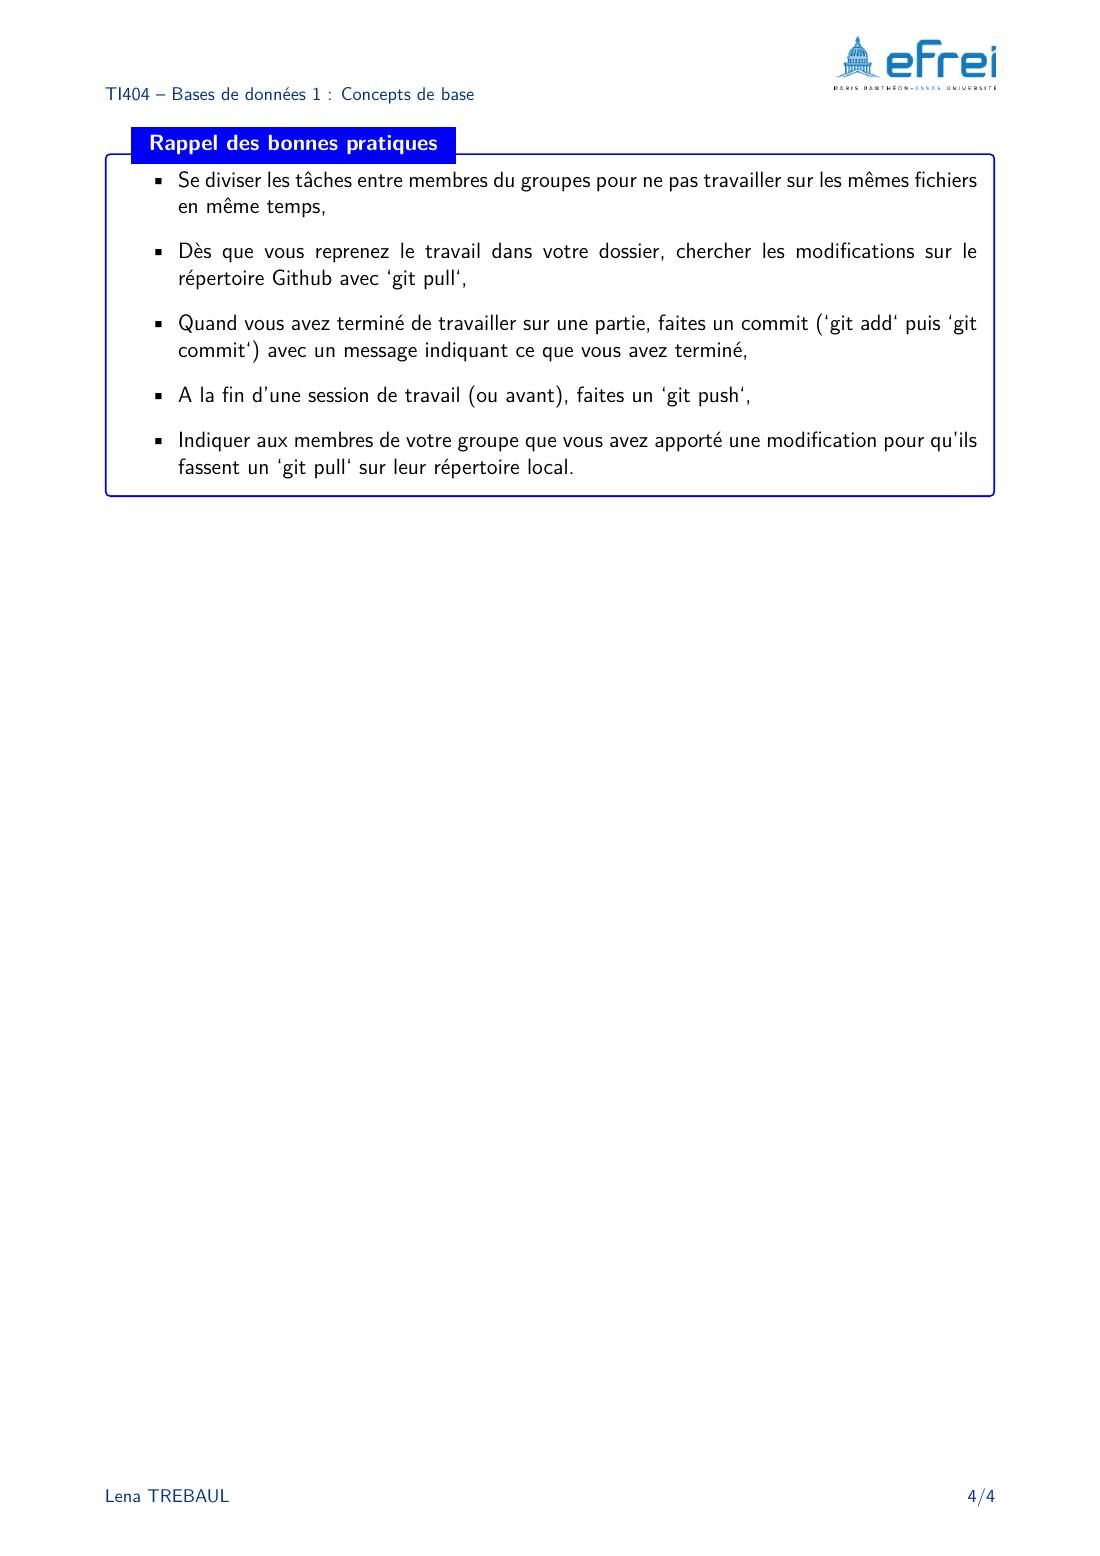 efrei
PARIS PANTHÉON-ASSAS UNIVERSITÉ
TI404 – Bases de données 1 : Concepts de base
Rappel des bonnes pratiques
▪ Se diviser les tâches entre membres du groupes pour ne pas travailler sur les mêmes fichiers
en même temps,
▪ Dès que vous reprenez le travail dans votre dossier, chercher les modifications sur le
répertoire Github avec ‘git pull‘,
▪ Quand vous avez terminé de travailler sur une partie, faites un commit (‘git add‘ puis ‘git
commit‘) avec un message indiquant ce que vous avez terminé,
▪ A la fin d’une session de travail (ou avant), faites un ‘git push‘,
▪ Indiquer aux membres de votre groupe que vous avez apporté une modification pour qu’ils
fassent un ‘git pull‘ sur leur répertoire local.
Lena TREBAUL
4/4